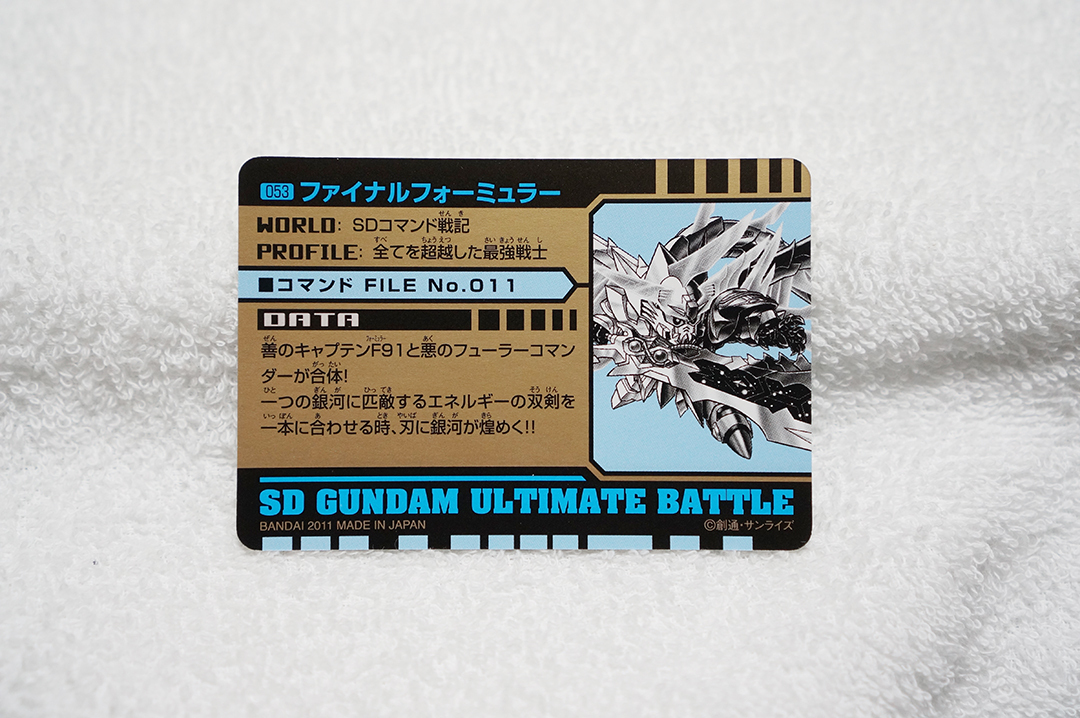 053 ファイナルフォーミュラー
WORLD: SDコマンド戦記
PROFILE: 全てを超越した最強戦士
■コマンド FILE No.011
DATA
善のキャプテンF91と悪のフューラーコマン
ダーが合体!
一つの銀河に匹敵するエネルギーの双剣を
一本に合わせる時、刃に銀河が煌めく!!
SD GUNDAM ULTIMATE BATTLE
BANDAI 2011 MADE IN JAPAN
©創通・サンライズ